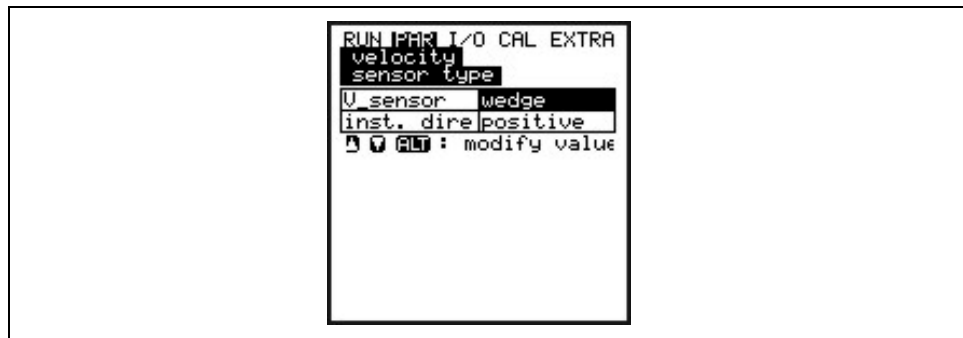 RUN PAR I/O CAL EXTRA
velocity
sensor type
V_sensor wedge
inst. dire positive
ALT : modify value